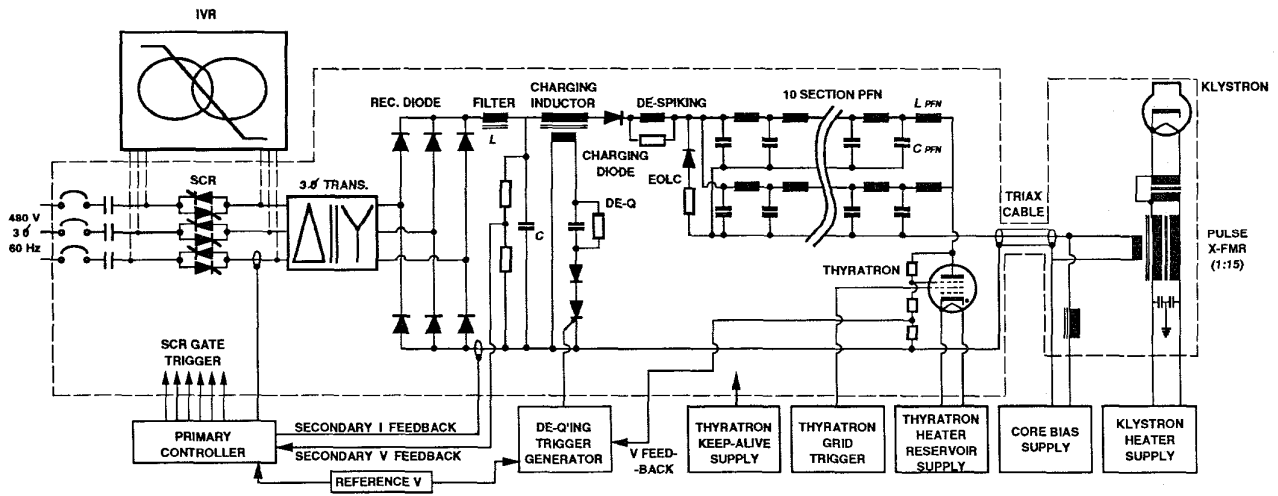 IVR
REC. DIODE
FILTER
L
CHARGING
INDUCTOR
DE-SPIKING
10 SECTION PFN
L PFN
KLYSTRON
C PFN
CHARGING
DIODE
EOLC
SCR
3Ø TRANS.
DE-Q
TRIAX
CABLE
480 V
3 Ø
60 Hz
Δ||Y
C
THYRATRON
PULSE
X-FMR
(1:15)
SCR GATE
TRIGGER
PRIMARY
CONTROLLER
SECONDARY I FEEDBACK
SECONDARY V FEEDBACK
REFERENCE V
DE-Q'ING
TRIGGER
GENERATOR
V FEED-
-BACK
THYRATRON
KEEP-ALIVE
SUPPLY
THYRATRON
GRID
TRIGGER
THYRATRON
HEATER
RESERVOIR
SUPPLY
CORE BIAS
SUPPLY
KLYSTRON
HEATER
SUPPLY